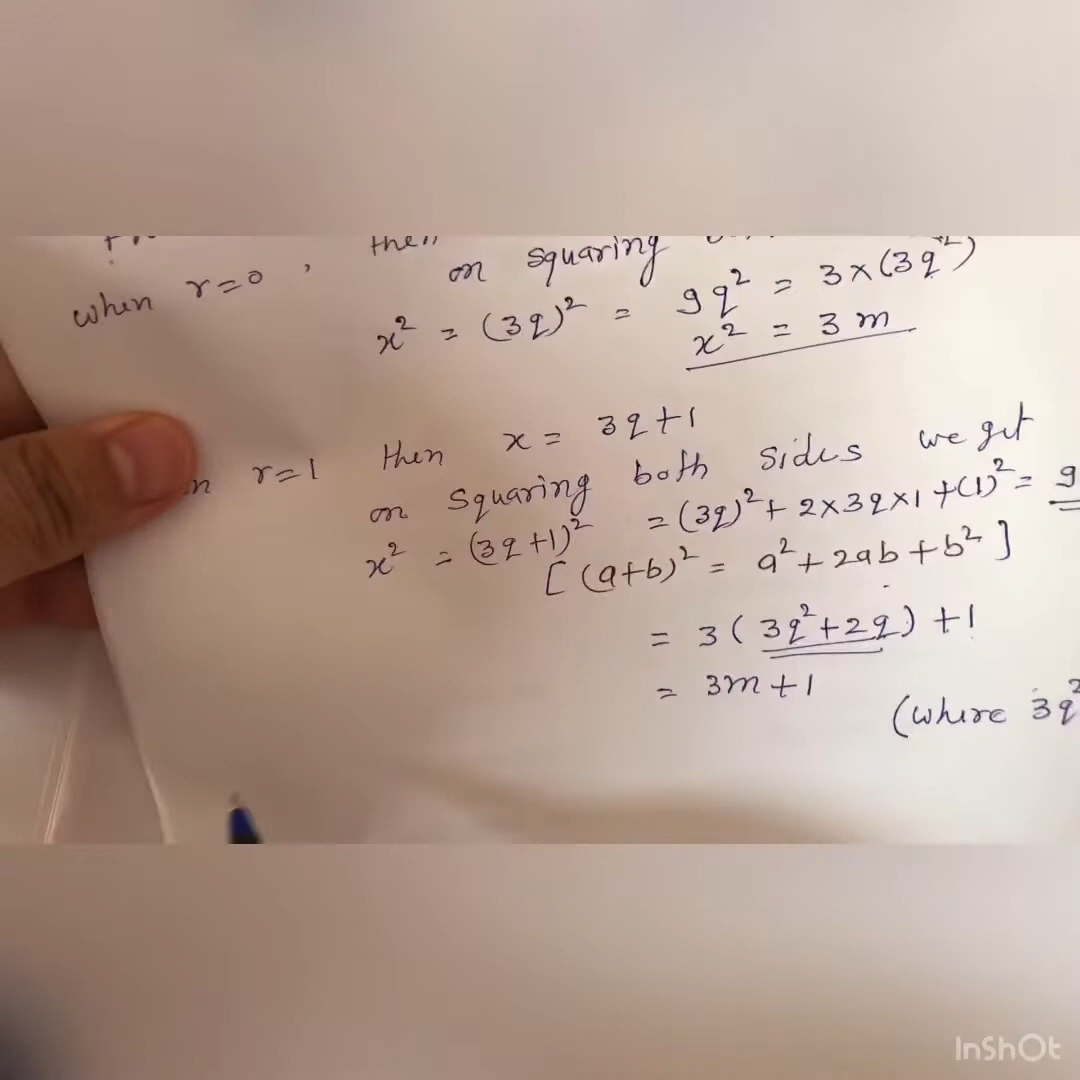 then
when r=0 , on squaring
x² = (3q)² = 9q² = 3×(3q²)
x² = 3m
r=1 then x = 3q+1
on squaring both sides we get
x² = (3q+1)² = (3q)²+ 2×3q×1 +(1)² = 9
[(a+b)² = a²+2ab+b²]
= 3(3q²+2q)+1
= 3m+1
(where 3q²
InShOt